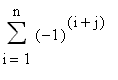 n
∑ (-1)^(i + j)
i = 1